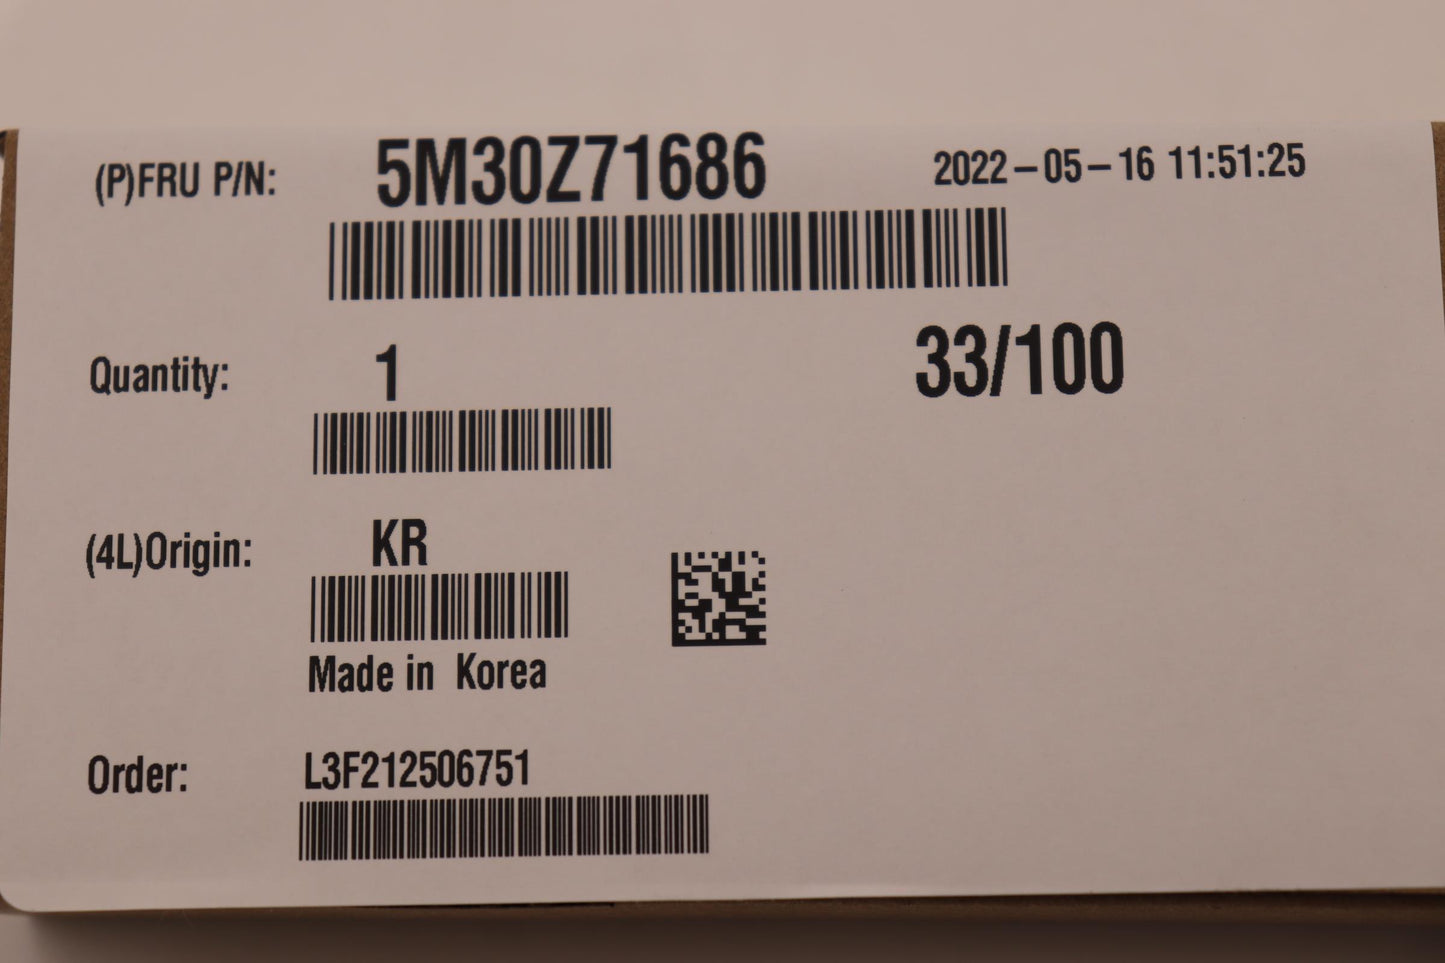 (P)FRU P/N: 5M30Z71686 2022-05-16 11:51:25
Quantity: 1 33/100
(4L)Origin: KR
Made in Korea
Order: L3F212506751